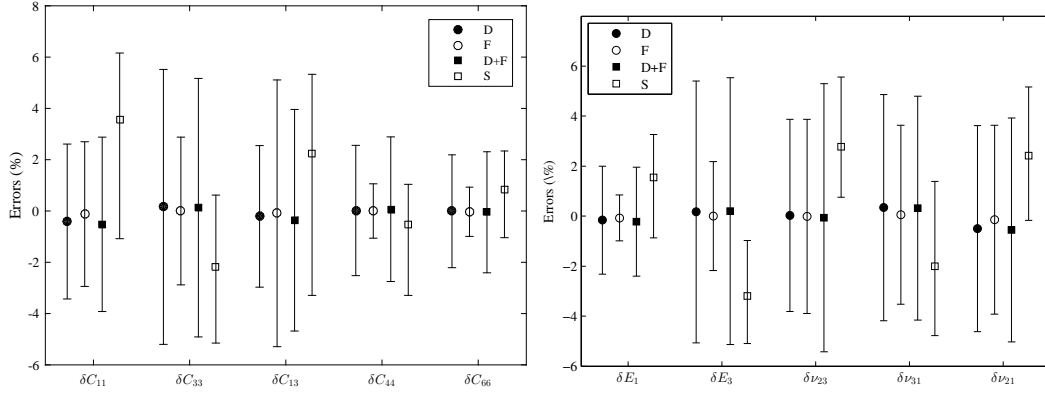 8
6
4
2
0
-2
-4
-6
Errors (%)
D
F
D+F
S
δC₁₁ δC₃₃ δC₁₃ δC₄₄ δC₆₆
6
4
2
0
−2
−4
−6
Errors (\%)
D
F
D+F
S
δE₁ δE₃ δν₂₃ δν₃₁ δν₂₁